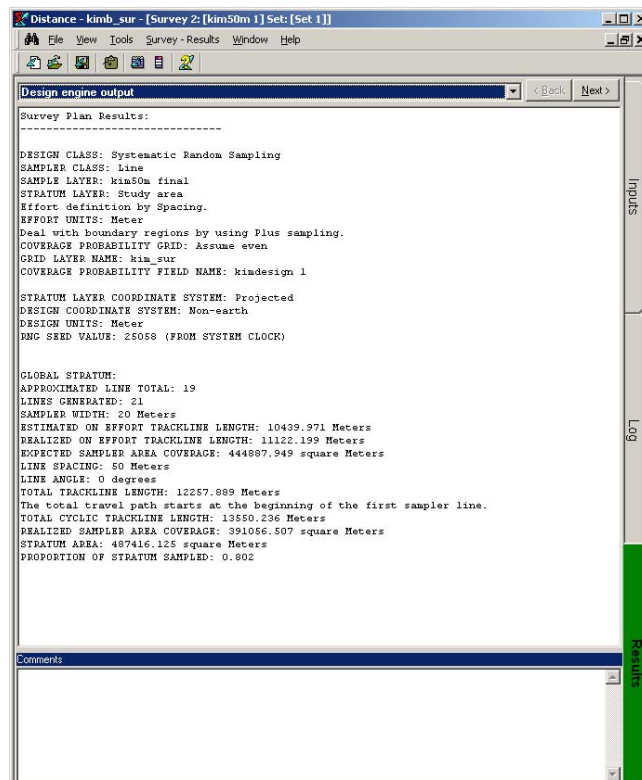 Distance - kimb_sur - [Survey 2: [kim50m 1] Set: [Set 1]]
File View Tools Survey - Results Window Help
Design engine output
< Back
Next >
Survey Plan Results:
-------------------------------
DESIGN CLASS: Systematic Random Sampling
SAMPLER CLASS: Line
SAMPLE LAYER: kim50m final
STRATUM LAYER: Study area
Effort definition by Spacing.
EFFORT UNITS: Meter
Deal with boundary regions by using Plus sampling.
COVERAGE PROBABILITY GRID: Assume even
GRID LAYER NAME: kim_sur
COVERAGE PROBABILITY FIELD NAME: kimdesign 1
STRATUM LAYER COORDINATE SYSTEM: Projected
DESIGN COORDINATE SYSTEM: Non-earth
DESIGN UNITS: Meter
RNG SEED VALUE: 25058 (FROM SYSTEM CLOCK)
GLOBAL STRATUM:
APPROXIMATED LINE TOTAL: 19
LINES GENERATED: 21
SAMPLER WIDTH: 20 Meters
ESTIMATED ON EFFORT TRACKLINE LENGTH: 10439.971 Meters
REALIZED ON EFFORT TRACKLINE LENGTH: 11122.199 Meters
EXPECTED SAMPLER AREA COVERAGE: 444887.949 square Meters
LINE SPACING: 50 Meters
LINE ANGLE: 0 degrees
TOTAL TRACKLINE LENGTH: 12257.889 Meters
The total travel path starts at the beginning of the first sampler line.
TOTAL CYCLIC TRACKLINE LENGTH: 13550.236 Meters
REALIZED SAMPLER AREA COVERAGE: 391056.507 square Meters
STRATUM AREA: 487416.125 square Meters
PROPORTION OF STRATUM SAMPLED: 0.802
Comments
Inputs
Log
Results